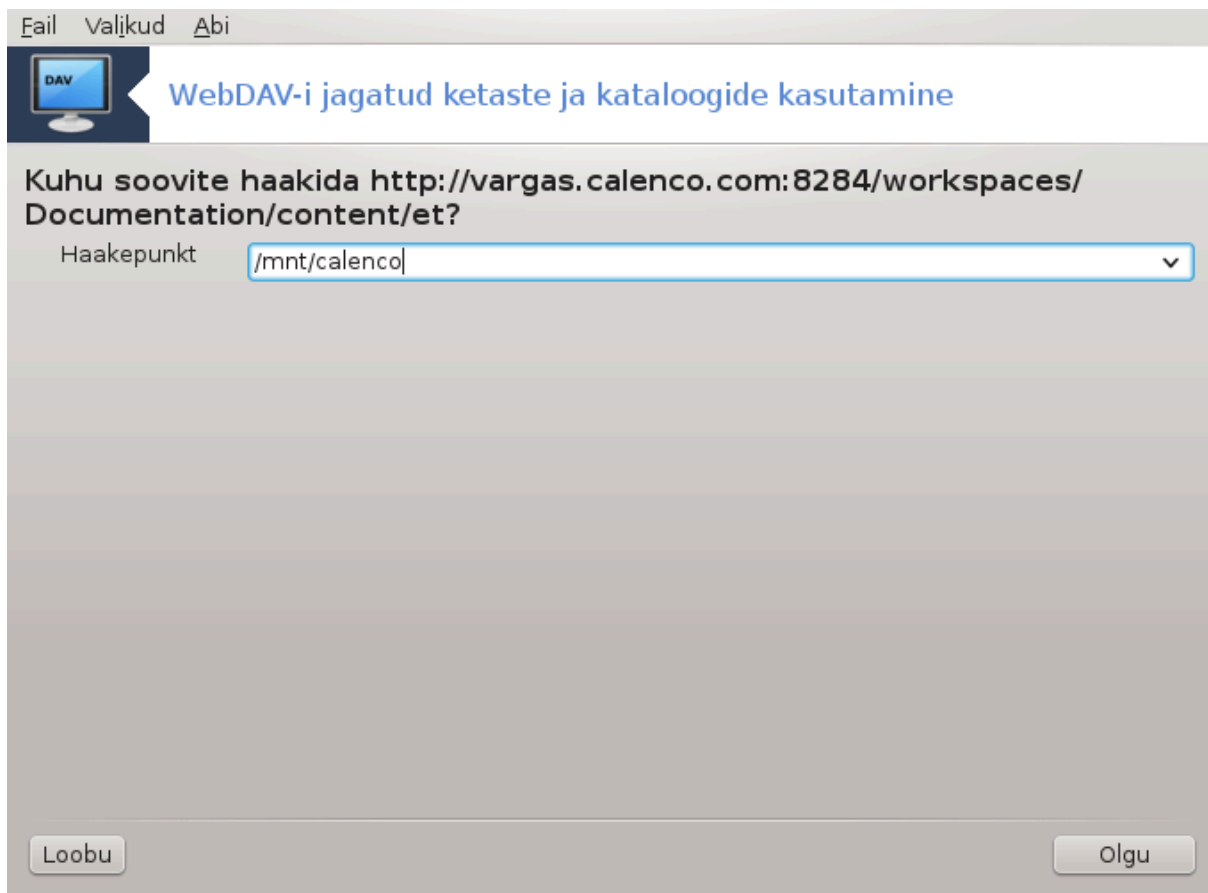 Fail Valikud Abi
DAV
WebDAV-i jagatud ketaste ja kataloogide kasutamine
Kuhu soovite haakida http://vargas.calenco.com:8284/workspaces/
Documentation/content/et?
Haakepunkt /mnt/calenco
Loobu Olgu